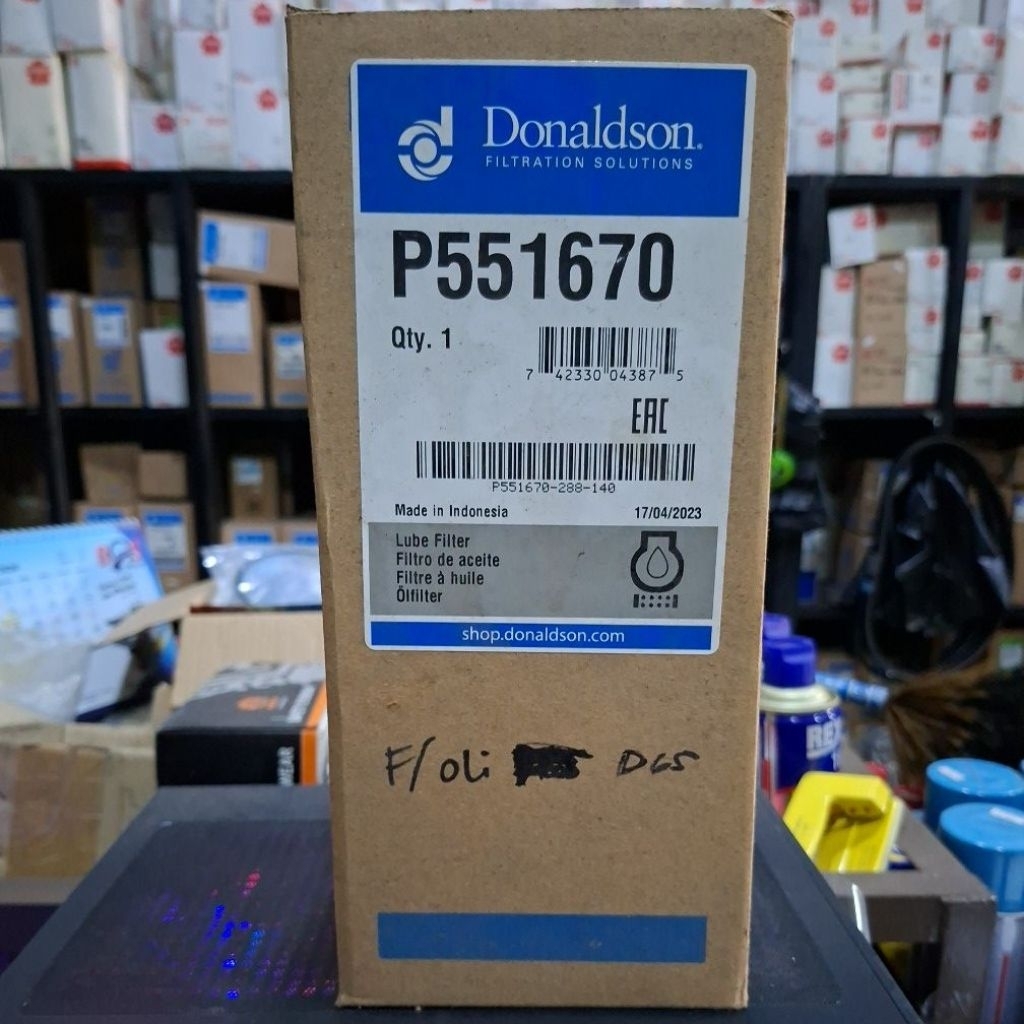 Donaldson®
FILTRATION SOLUTIONS
P551670
Qty. 1
7 42330 04387 5
EAC
P551670-288-140
Made in Indonesia 17/04/2023
Lube Filter
Filtro de aceite
Filtre à huile
Ölfilter
shop.donaldson.com
F/oli D65